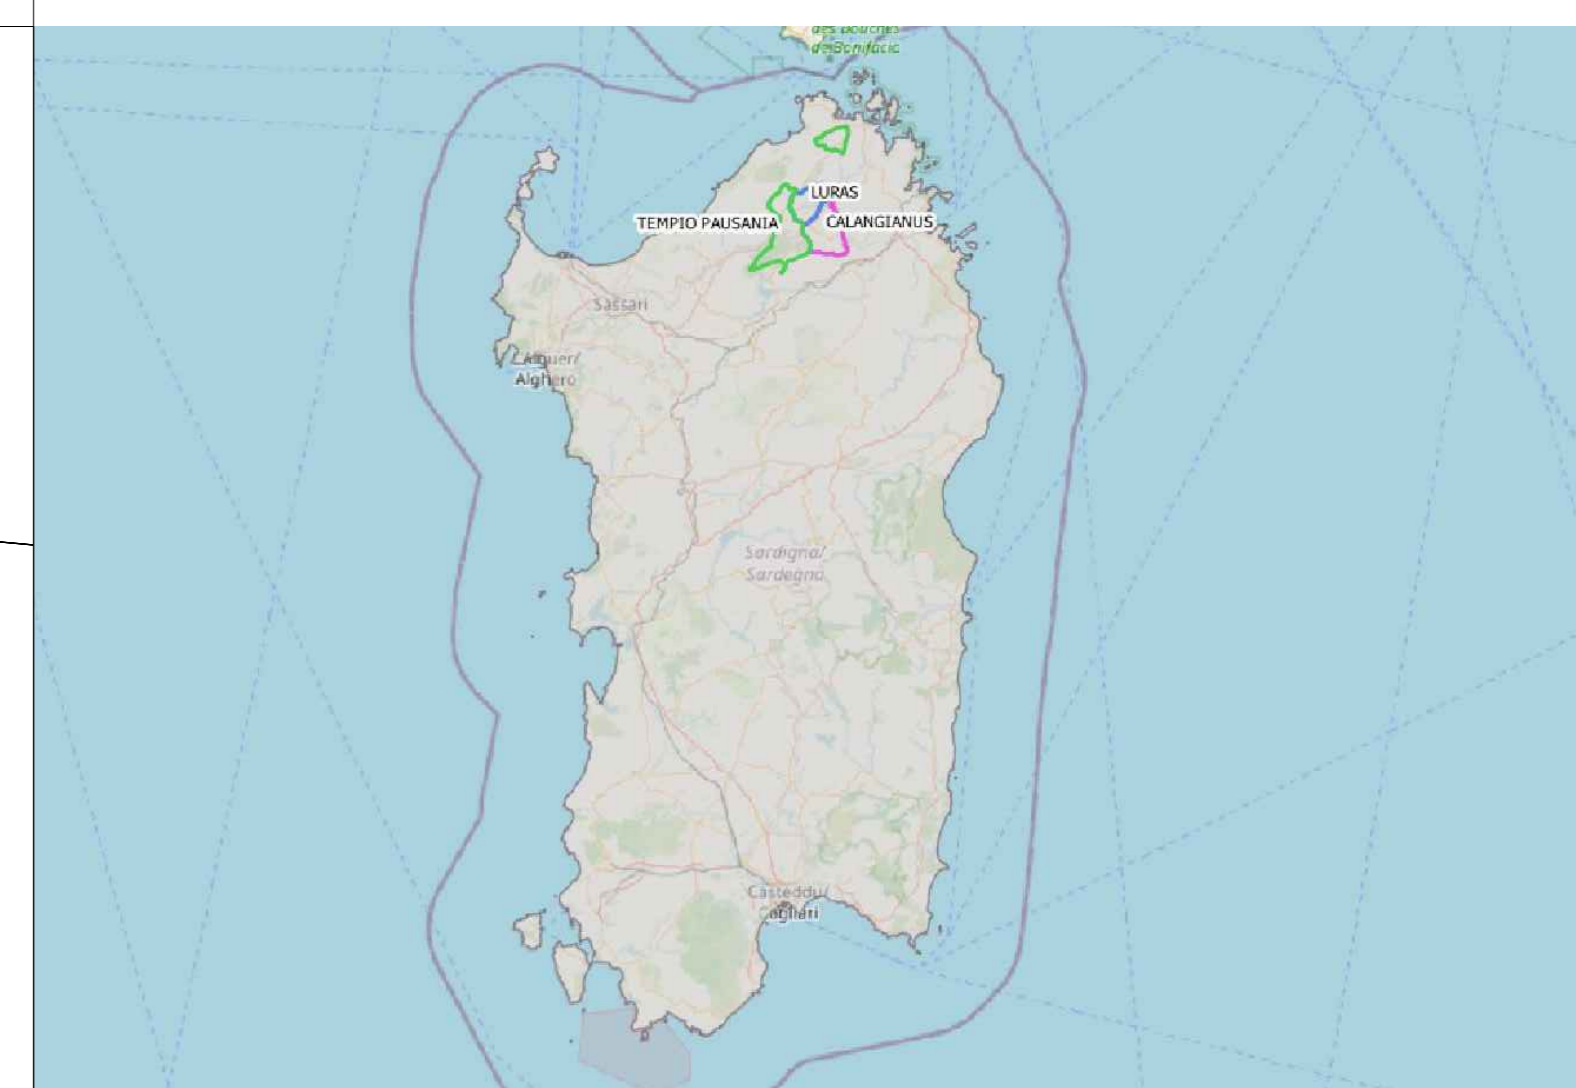 des Bouches
de Bonifacio
LURAS
TEMPIO PAUSANIA
CALANGIANUS
Sassari
L'Alguer/
Alghero
Sardigna/
Sardegna
Casteddu/
Cagliari